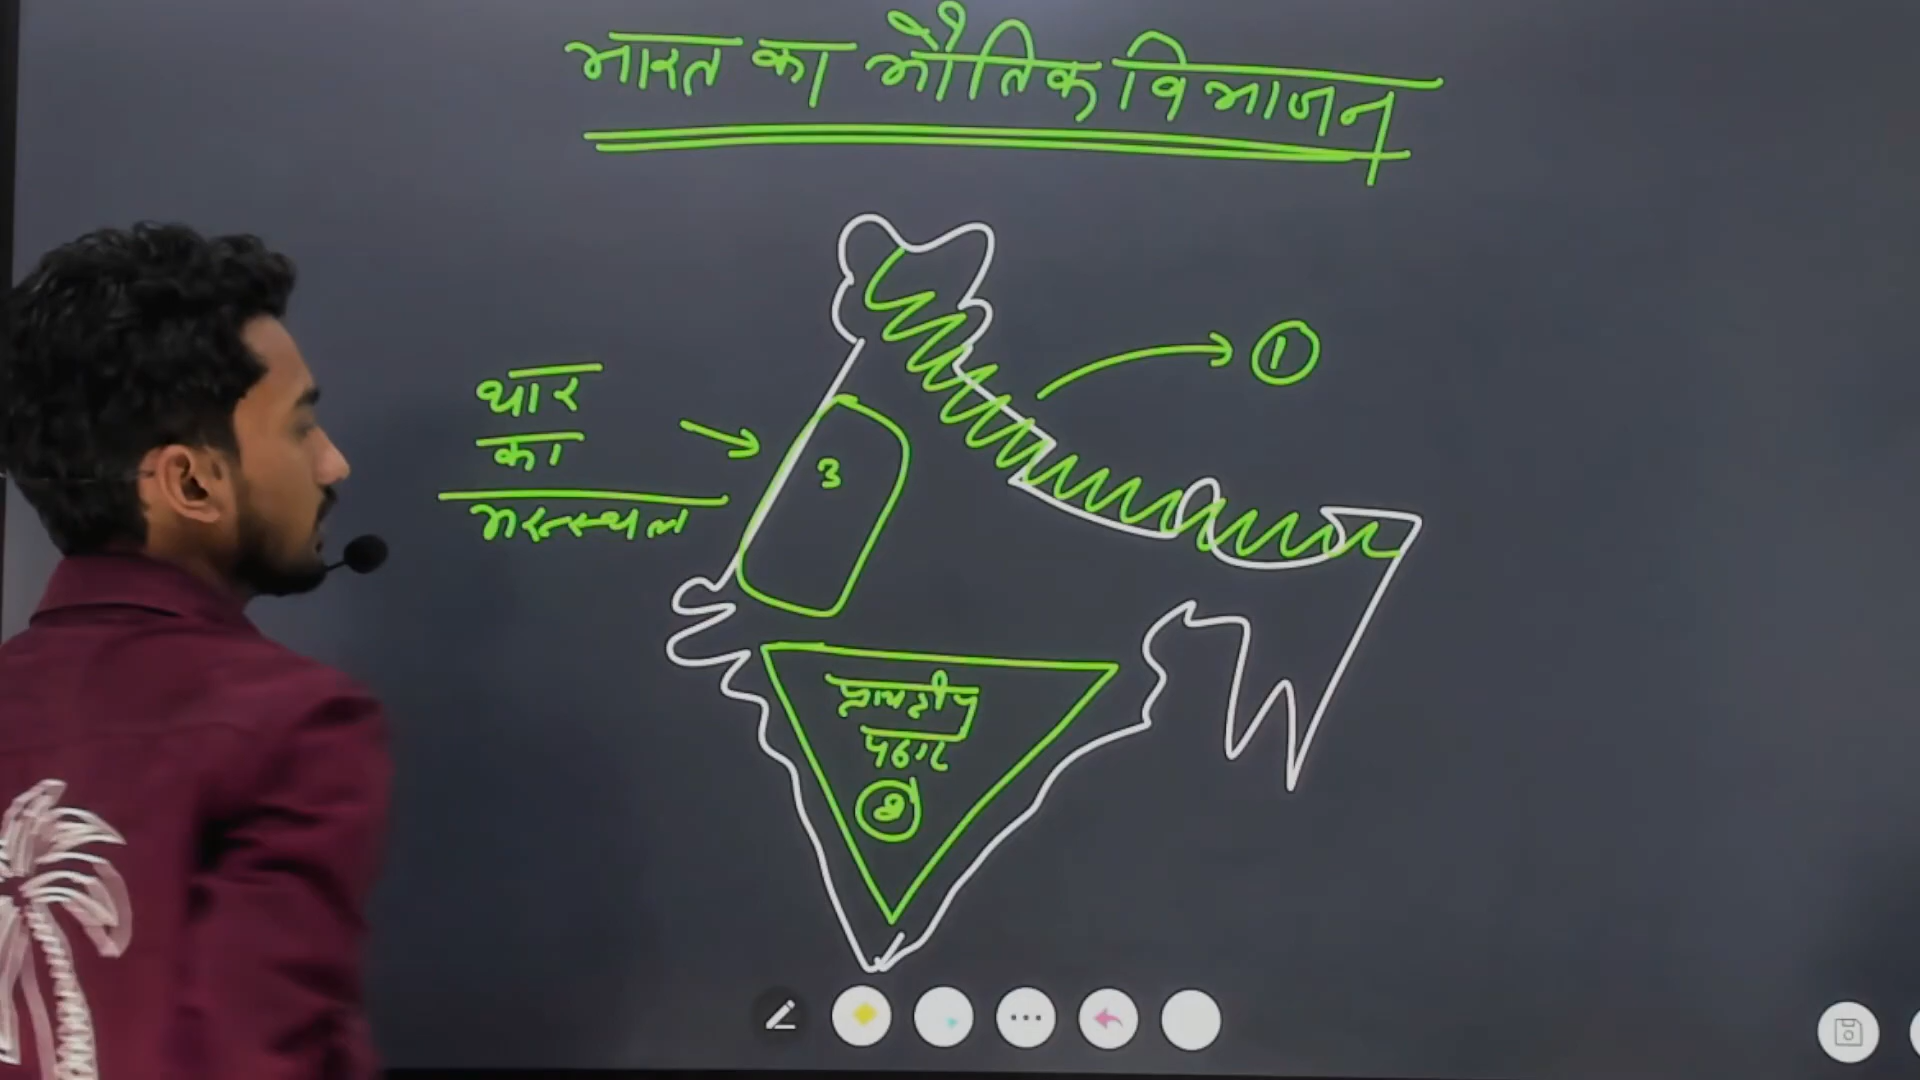 भारत का भौतिक विभाजन
1
थार
का
मरूस्थल
3
प्रायद्वीप
पठार
2